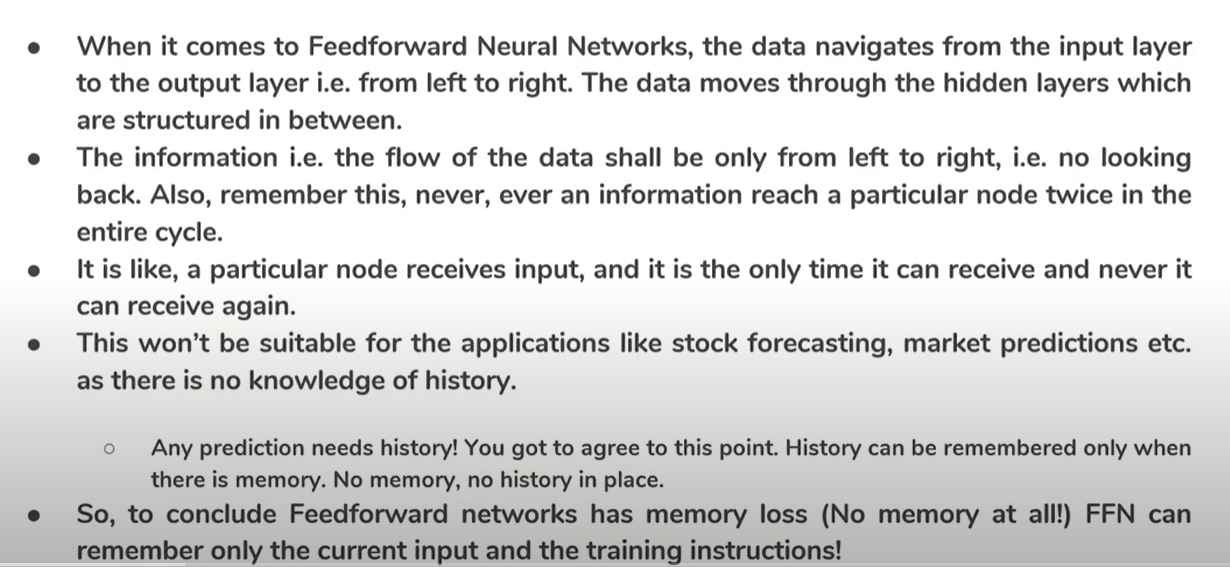 ● When it comes to Feedforward Neural Networks, the data navigates from the input layer
to the output layer i.e. from left to right. The data moves through the hidden layers which
are structured in between.
● The information i.e. the flow of the data shall be only from left to right, i.e. no looking
back. Also, remember this, never, ever an information reach a particular node twice in the
entire cycle.
● It is like, a particular node receives input, and it is the only time it can receive and never it
can receive again.
● This won't be suitable for the applications like stock forecasting, market predictions etc.
as there is no knowledge of history.
○ Any prediction needs history! You got to agree to this point. History can be remembered only when
there is memory. No memory, no history in place.
● So, to conclude Feedforward networks has memory loss (No memory at all!) FFN can
remember only the current input and the training instructions!